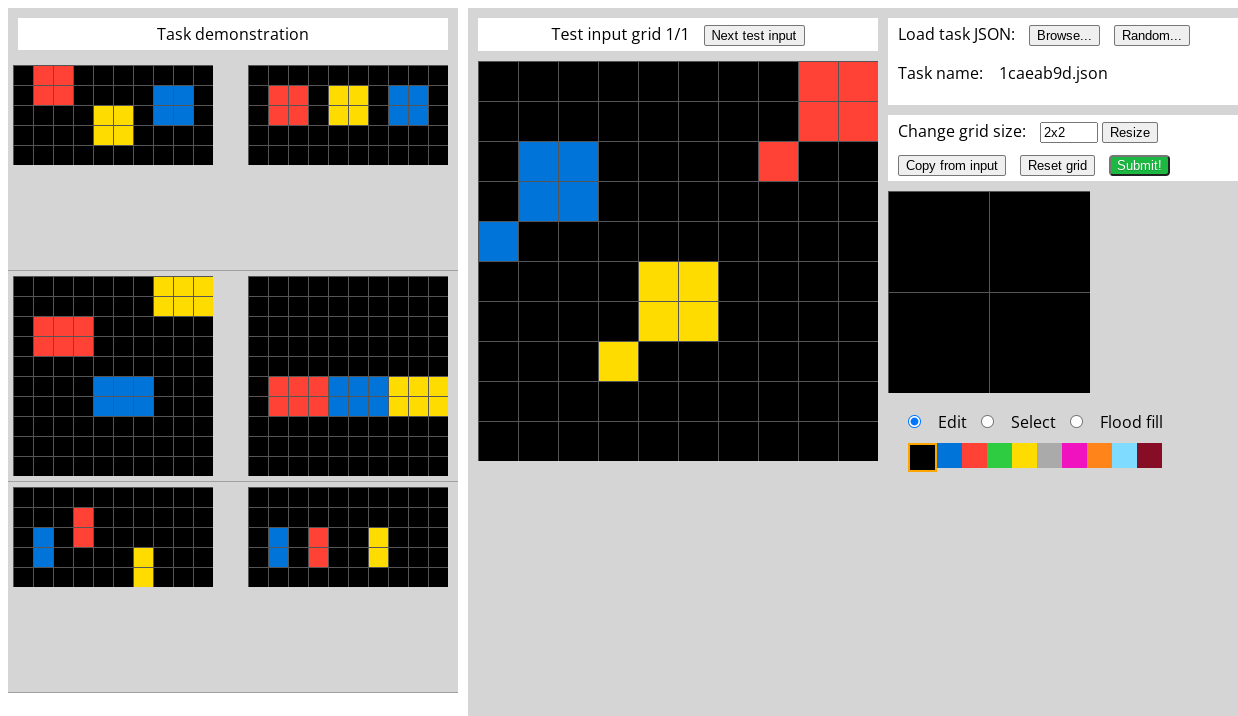 Task demonstration
Test input grid 1/1 Next test input
Load task JSON: Browse... Random...
Task name: 1caeab9d.json
Change grid size: 2x2 Resize
Copy from input Reset grid Submit!
Edit Select Flood fill